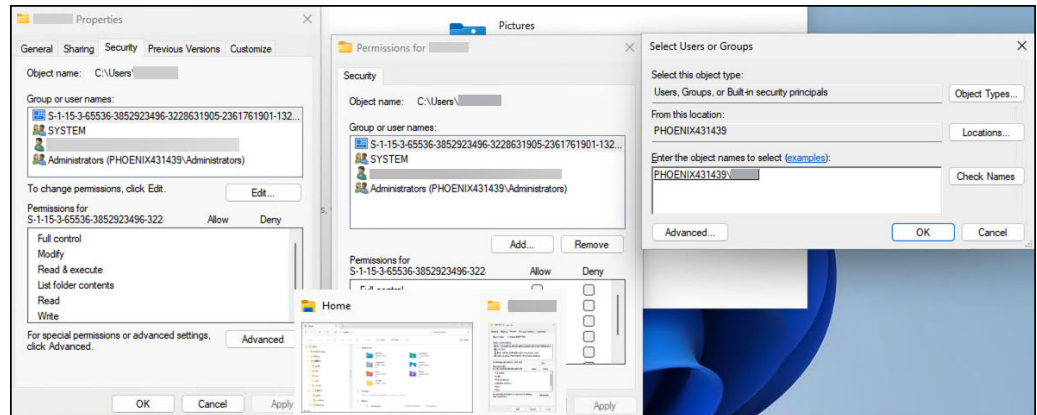 Properties
General Sharing Security Previous Versions Customize
Object name: C:\Users\
Group or user names:
S-1-15-3-65536-3852923496-3228631905-2361761901-132...
SYSTEM
Administrators (PHOENIX431439\Administrators)
To change permissions, click Edit.
Edit...
Permissions for
S-1-15-3-65536-3852923496-322
Allow
Deny
Full control
Modify
Read & execute
List folder contents
Read
Write
For special permissions or advanced settings,
click Advanced.
Advanced
OK
Cancel
Apply
Pictures
Permissions for
Security
Object name: C:\Users\
Group or user names:
S-1-15-3-65536-3852923496-3228631905-2361761901-132...
SYSTEM
Administrators (PHOENIX431439\Administrators)
Add...
Remove
Permissions for
S-1-15-3-65536-3852923496-322
Allow
Deny
Full control
Home
Apply
Select Users or Groups
Select this object type:
Users, Groups, or Built-in security principals
Object Types...
From this location:
PHOENIX431439
Locations...
Enter the object names to select (examples):
PHOENIX431439\
Check Names
Advanced...
OK
Cancel